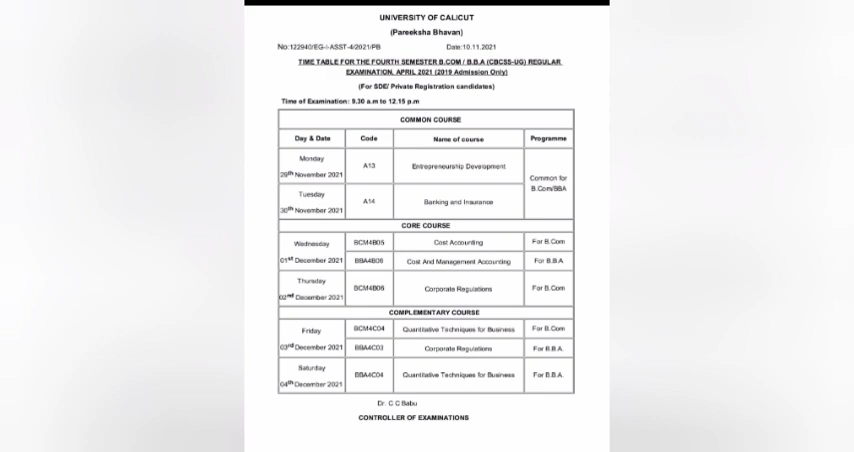 UNIVERSITY OF CALICUT
(Pareeksha Bhavan)
No:122940/EG-I-ASST-4/2021/PB Date:10.11.2021
TIME TABLE FOR THE FOURTH SEMESTER B.COM / B.B.A (CBCSS-UG) REGULAR
EXAMINATION, APRIL 2021 (2019 Admission Only)
(For SDE/ Private Registration candidates)
Time of Examination: 9.30 a.m to 12.15 p.m
COMMON COURSE
Day & Date Code Name of course Programme
Monday
29th November 2021 A13 Entrepreneurship Development
Common for
B.Com/BBA
Tuesday
30th November 2021 A14 Banking and Insurance
CORE COURSE
Wednesday
01st December 2021
BCM4B05 Cost Accounting For B.Com
BBA4B06 Cost And Management Accounting For B.B.A
Thursday
02nd December 2021 BCM4B06 Corporate Regulations For B.Com
COMPLEMENTARY COURSE
Friday
03rd December 2021
BCM4C04 Quantitative Techniques for Business For B.Com
BBA4C03 Corporate Regulations For B.B.A.
Saturday
04th December 2021 BBA4C04 Quantitative Techniques for Business For B.B.A.
Dr. C C Babu
CONTROLLER OF EXAMINATIONS